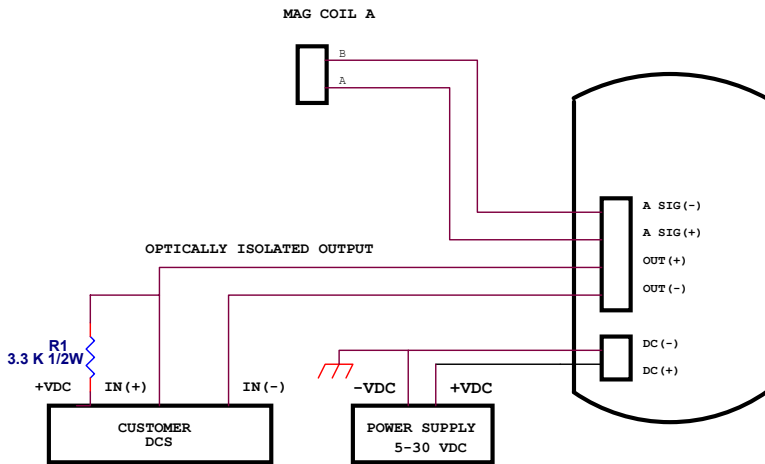 MAG COIL A
B
A
A SIG(-)
A SIG(+)
OPTICALLY ISOLATED OUTPUT
OUT(+)
OUT(-)
R1
3.3 K 1/2W
DC(-)
DC(+)
+VDC
IN(+)
IN(-)
-VDC
+VDC
CUSTOMER
DCS
POWER SUPPLY
5-30 VDC